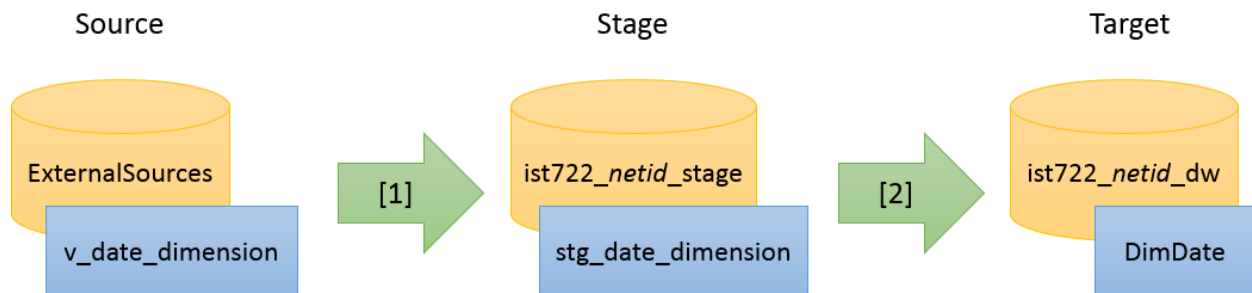 Source
Stage
Target
ExternalSources
[1]
ist722_netid_stage
[2]
ist722_netid_dw
v_date_dimension
stg_date_dimension
DimDate